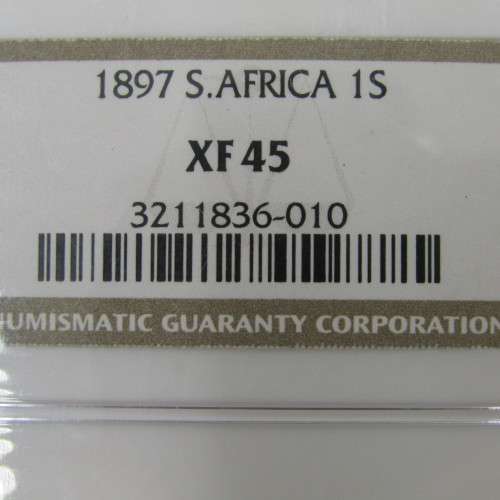 1897 S.AFRICA 1S
XF 45
3211836-010
NUMISMATIC GUARANTY CORPORATION